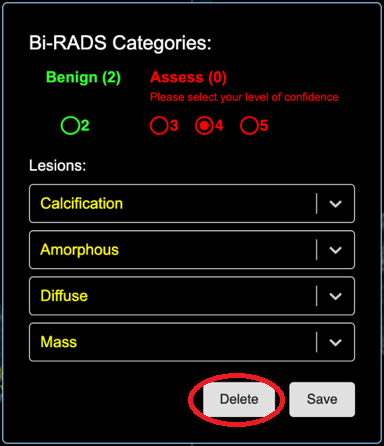 Bi-RADS Categories:
Benign (2) Assess (0)
Please select your level of confidence
2 3 4 5
Lesions:
Calcification
Amorphous
Diffuse
Mass
Delete Save